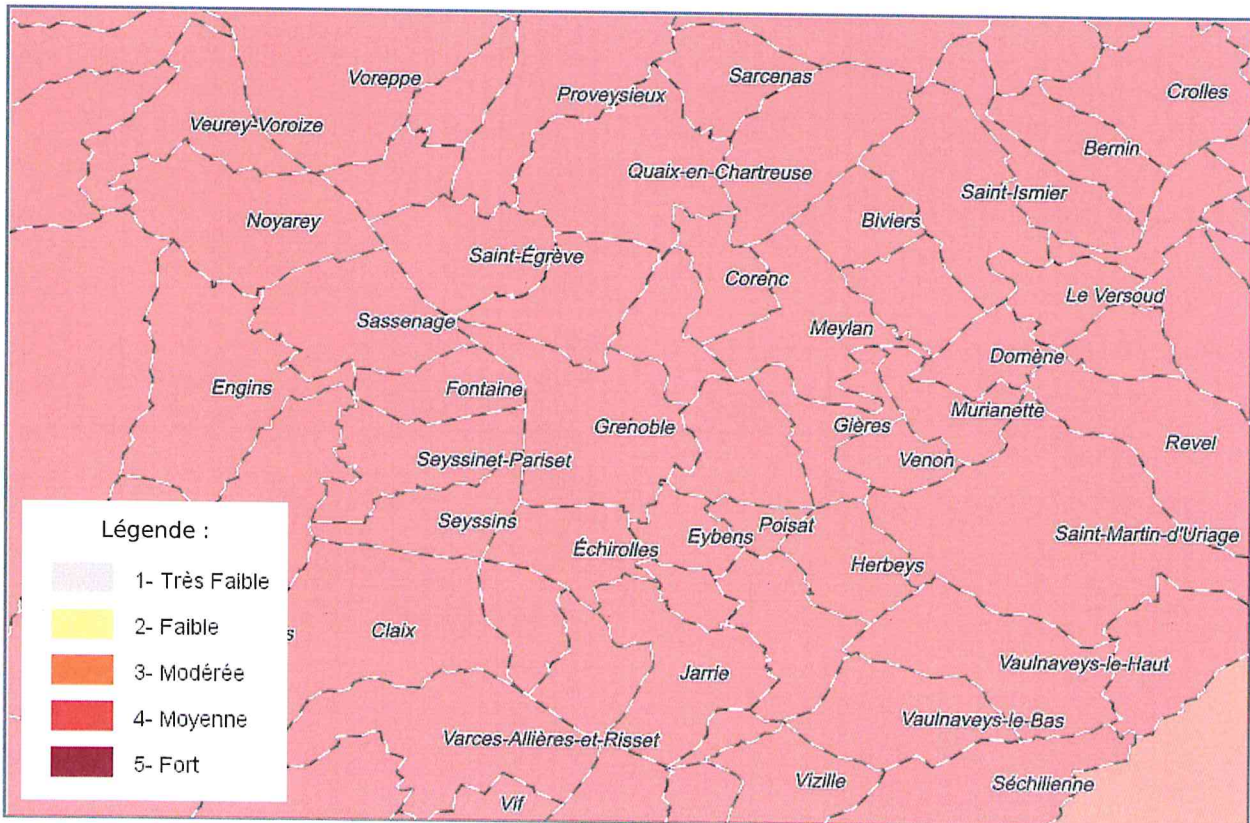 Voreppe
Sarcenas
Proveysieux
Crolles
Veurey-Voroize
Bernin
Quaix-en-Chartreuse
Saint-Ismier
Noyarey
Biviers
Saint-Égrève
Corenc
Le Versoud
Sassenage
Meylan
Domène
Engins
Fontaine
Murianette
Grenoble
Gières
Revel
Seyssinet-Pariset
Venon
Seyssins
Poisat
Saint-Martin-d'Uriage
Échirolles
Eybens
Herbeys
Légende :
1- Très Faible
2- Faible
3- Modérée
4- Moyenne
5- Fort
s
Claix
Jarrie
Vaulnaveys-le-Haut
Vaulnaveys-le-Bas
Varces-Allières-et-Risset
Vizille
Séchilienne
Vif